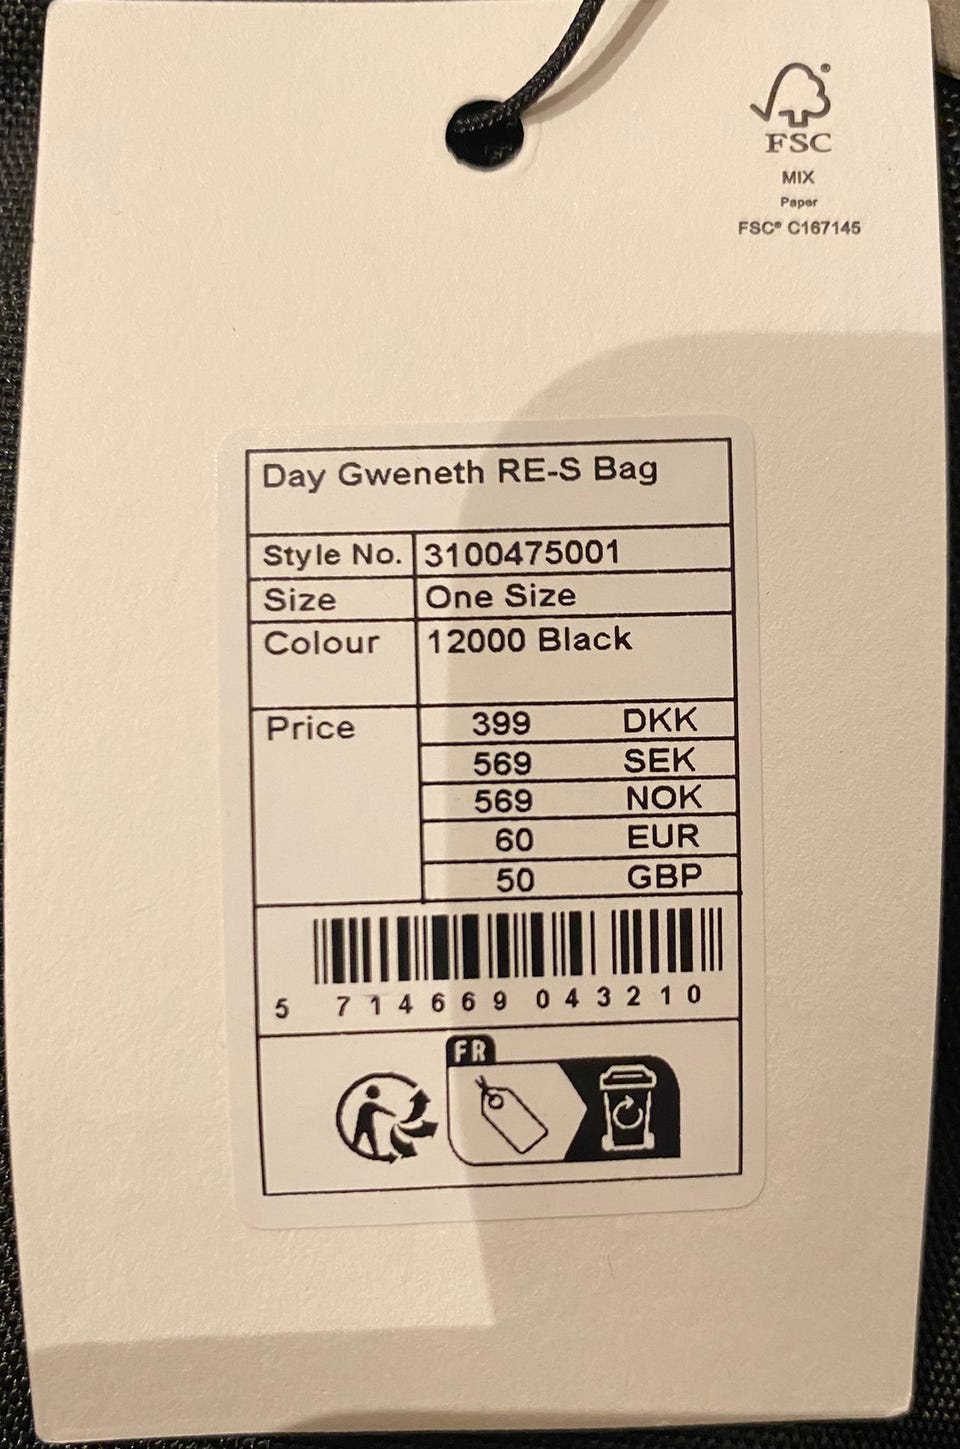 FSC®
MIX
Paper
FSC® C167145
Day Gweneth RE-S Bag
Style No. 3100475001
Size One Size
Colour 12000 Black
Price 399 DKK
569 SEK
569 NOK
60 EUR
50 GBP
5 714669 043210
FR